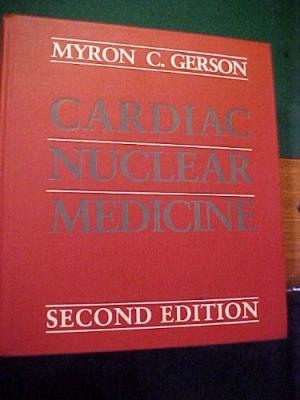 MYRON C. GERSON
CARDIAC
NUCLEAR
MEDICINE
SECOND EDITION